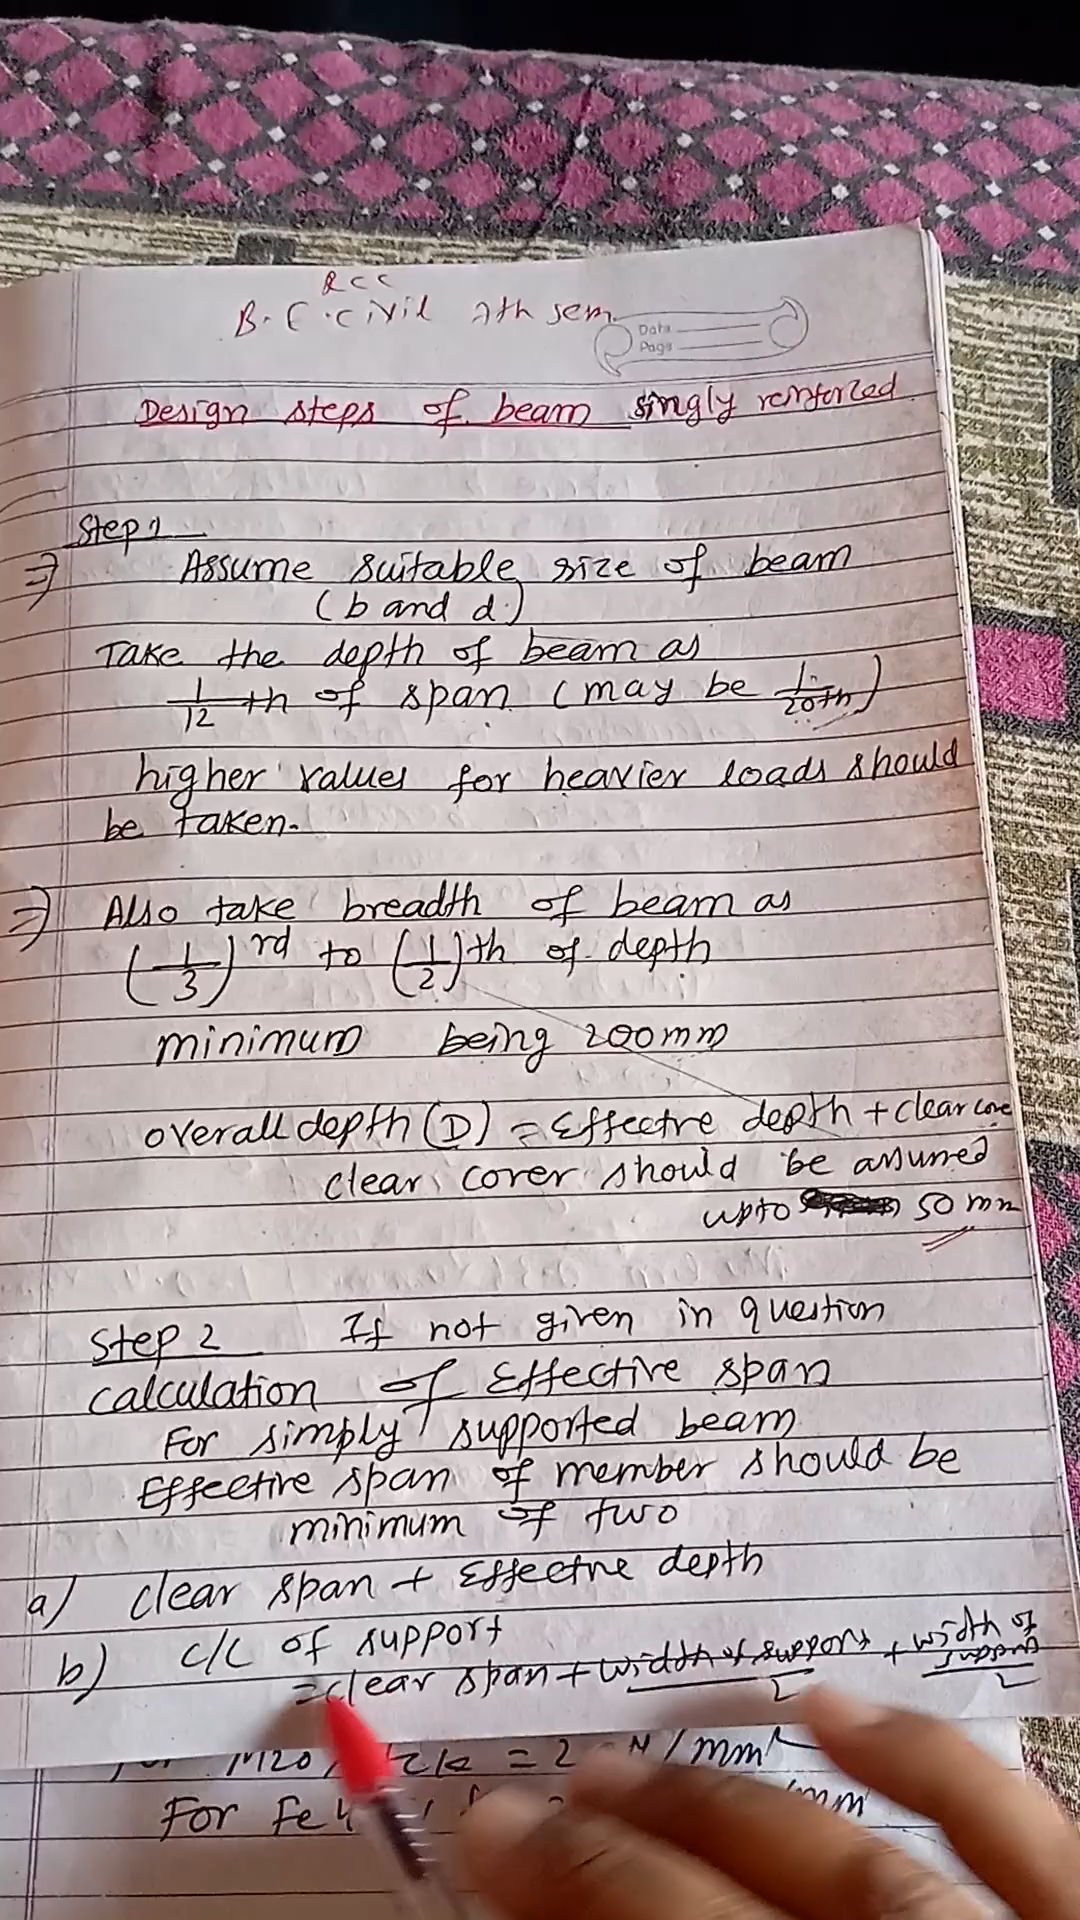 RCC
B.E. Civil 7th sem
Date
Page
Design steps of beam singly reinforced
Step 1
⇒ Assume suitable size of beam
(b and d)
Take the depth of beam as
1/12 th of span (may be 1/20th)
higher values for heavier loads should
be taken.
⇒ Also take breadth of beam as
(1/3)rd to (1/2)th of depth
minimum being 200mm
overall depth (D) = Effective depth + clear cove
clear cover should be assumed
upto 50 mm
Step 2 If not given in question
calculation of Effective span
For simply supported beam
Effective span of member should be
minimum of two
a) clear span + Effective depth
b) c/c of support
= clear span + width of support/2 + width of support/2
M20, = 2 N/mm²
For Fe4 mm